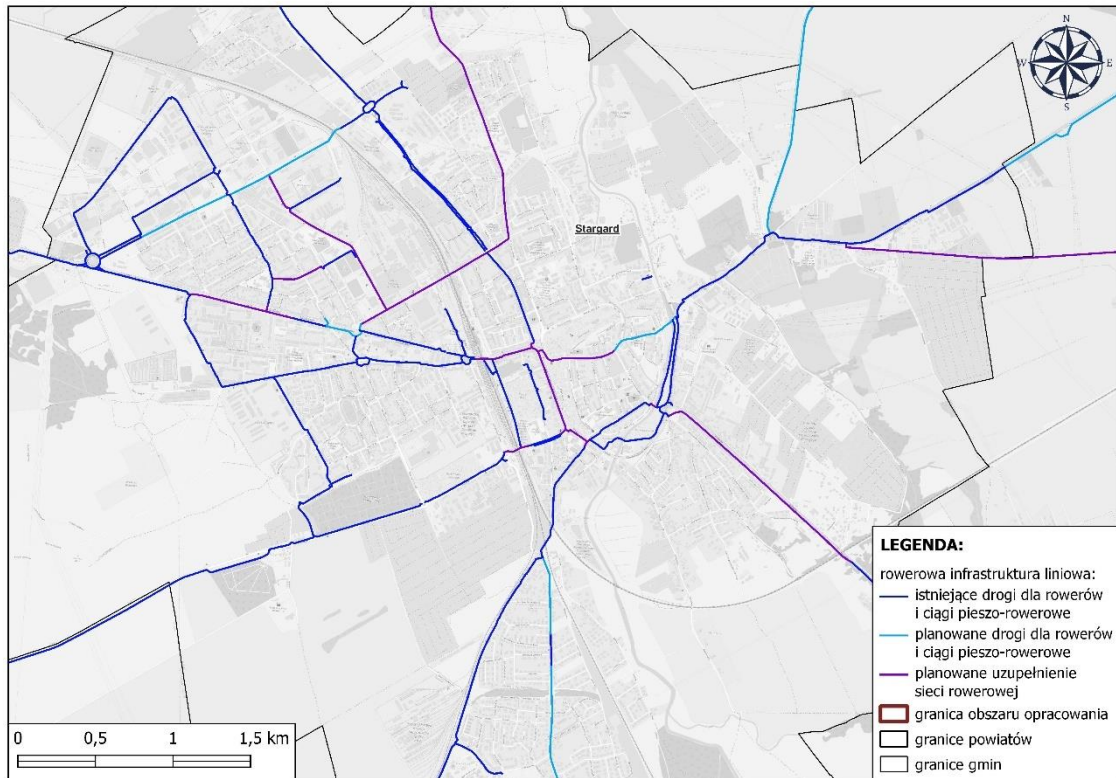 N
W
E
S
Stargard
LEGENDA:
rowerowa infrastruktura liniowa:
istniejące drogi dla rowerów
i ciągi pieszo-rowerowe
planowane drogi dla rowerów
i ciągi pieszo-rowerowe
planowane uzupełnienie
sieci rowerowej
granica obszaru opracowania
granice powiatów
granice gmin
0 0,5 1 1,5 km